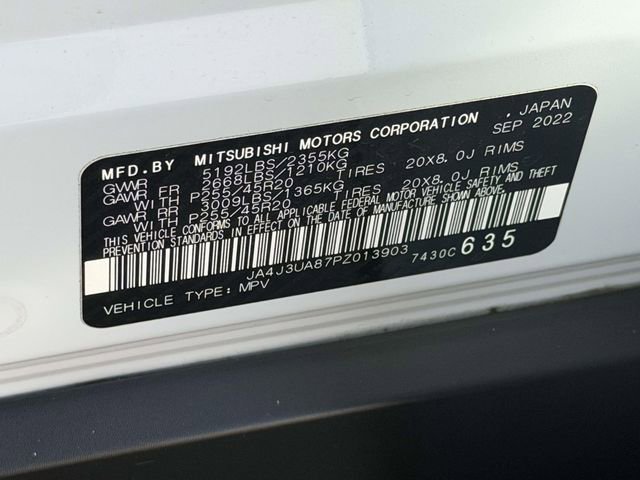 MFD.BY MITSUBISHI MOTORS CORPORATION , JAPAN
GVWR 5192LBS/2355KG SEP 2022
GAWR FR 2668LBS/1210KG
WITH P255/45R20 TIRES 20X8.0J RIMS
GAWR RR 3009LBS/1365KG
WITH P255/45R20 TIRES 20X8.0J RIMS
THIS VEHICLE CONFORMS TO ALL APPLICABLE FEDERAL MOTOR VEHICLE SAFETY AND THEFT
PREVENTION STANDARDS IN EFFECT ON THE DATE OF MANUFACTURE SHOWN ABOVE.
JA4J3UA87PZ013903 7430C 635
VEHICLE TYPE: MPV